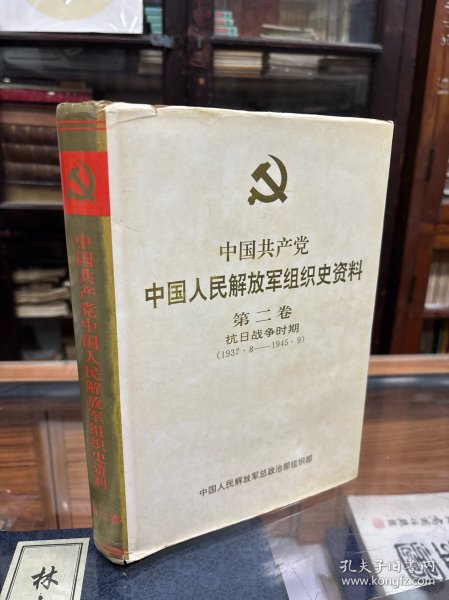 中国共产党
中国人民解放军组织史资料
第二卷
抗日战争时期
(1937·8——1945·9)
中国人民解放军总政治部组织部
中国共产党中国人民解放军组织史资料
林
孔夫子旧书网
www.kongfz.com